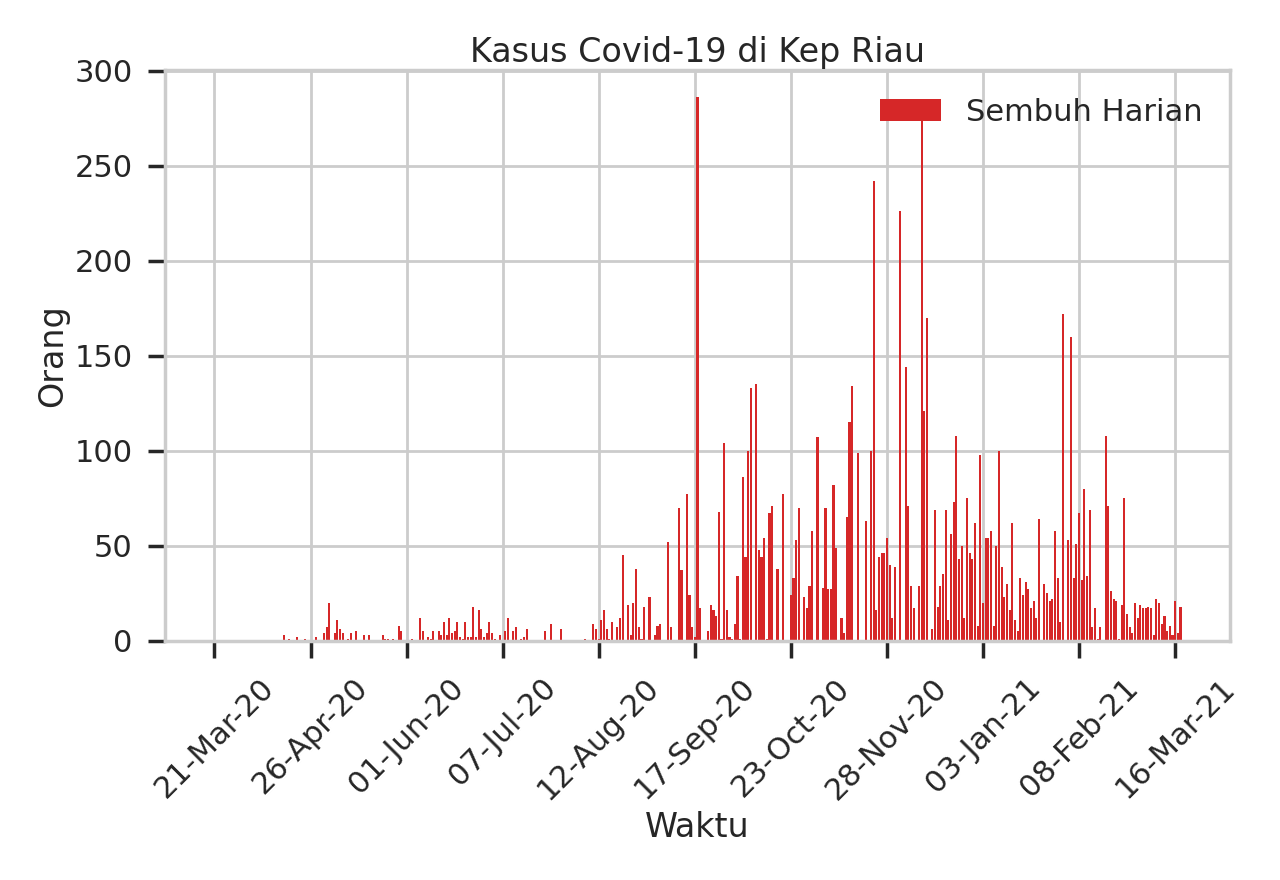 Kasus Covid-19 di Kep Riau
Sembuh Harian
300
250
200
150
100
50
0
Orang
21-Mar-20
26-Apr-20
01-Jun-20
07-Jul-20
12-Aug-20
17-Sep-20
23-Oct-20
28-Nov-20
03-Jan-21
08-Feb-21
16-Mar-21
Waktu